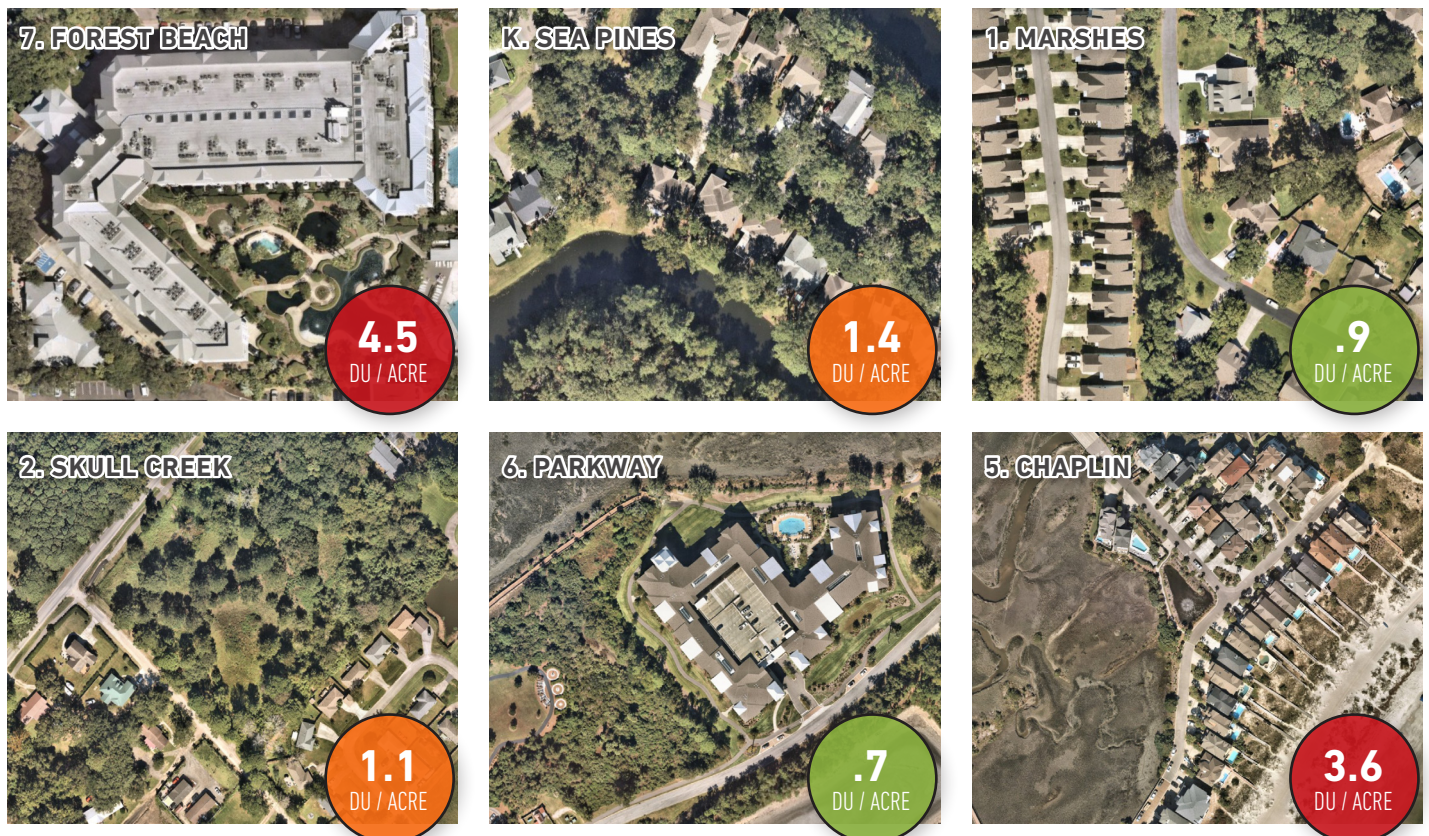 7. FOREST BEACH
4.5
DU / ACRE
K. SEA PINES
1.4
DU / ACRE
1. MARSHES
.9
DU / ACRE
2. SKULL CREEK
1.1
DU / ACRE
6. PARKWAY
.7
DU / ACRE
5. CHAPLIN
3.6
DU / ACRE